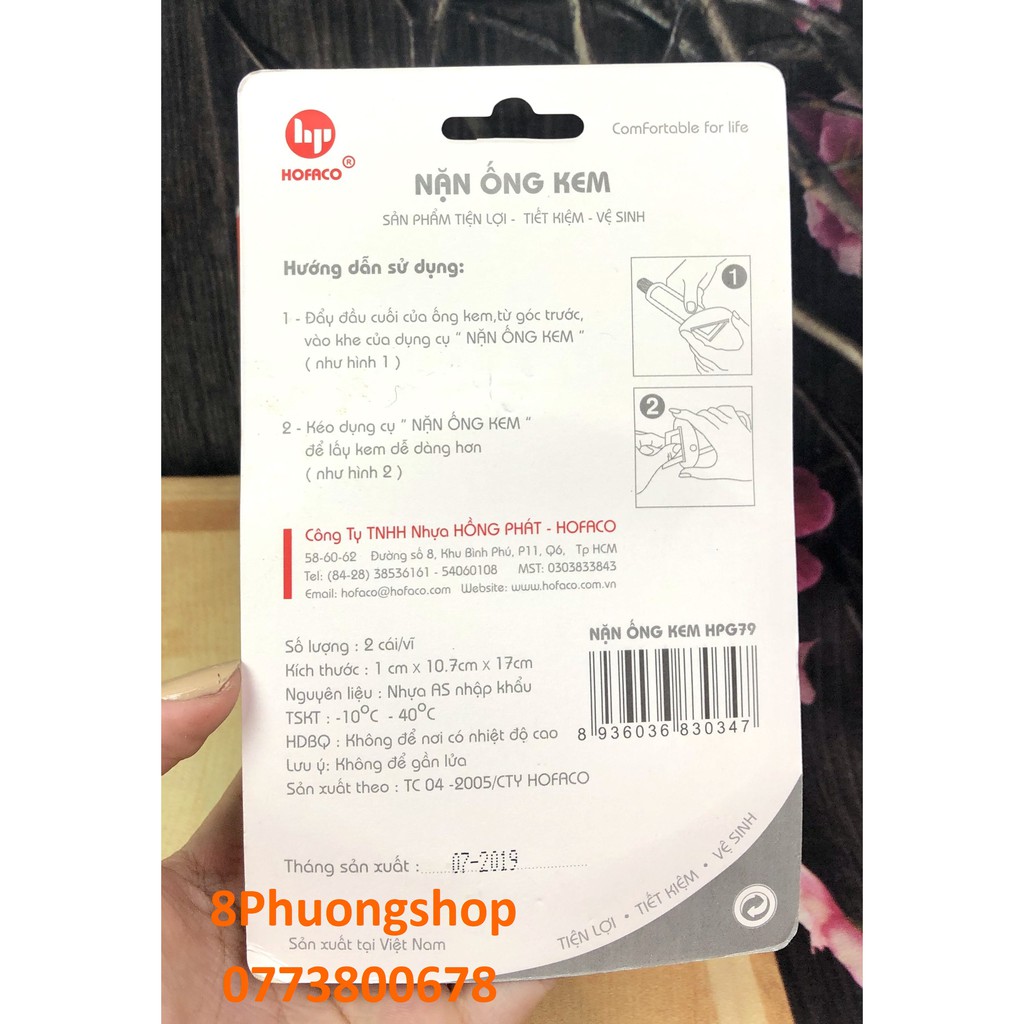 hp
HOFACO ®
ComFortable for life
NẶN ỐNG KEM
SẢN PHẨM TIỆN LỢI - TIẾT KIỆM - VỆ SINH
Hướng dẫn sử dụng:
1 - Đẩy đầu cuối của ống kem,từ góc trước,
vào khe của dụng cụ " NẶN ỐNG KEM "
( như hình 1 )
1
2 - Kéo dụng cụ " NẶN ỐNG KEM "
để lấy kem dễ dàng hơn
( như hình 2 )
2
Công Ty TNHH Nhựa HỒNG PHÁT - HOFACO
58-60-62 Đường số 8, Khu Bình Phú, P11, Q6, Tp HCM
Tel: (84-28) 38536161 - 54060108 MST: 0303833843
Email: hofaco@hofaco.com Website: www.hofaco.com.vn
Số lượng : 2 cái/vĩ
Kích thước : 1 cm x 10.7cm x 17cm
Nguyên liệu : Nhựa AS nhập khẩu
TSKT : -10°C - 40°C
HDBQ : Không để nơi có nhiệt độ cao
Lưu ý: Không để gần lửa
Sản xuất theo : TC 04 -2005/CTY HOFACO
NẶN ỐNG KEM HPG79
8 936036 830347
Tháng sản xuất : 07-2019
8Phuongshop
Sản xuất tại Việt Nam
0773800678
TIỆN LỢI • TIẾT KIỆM • VỆ SINH